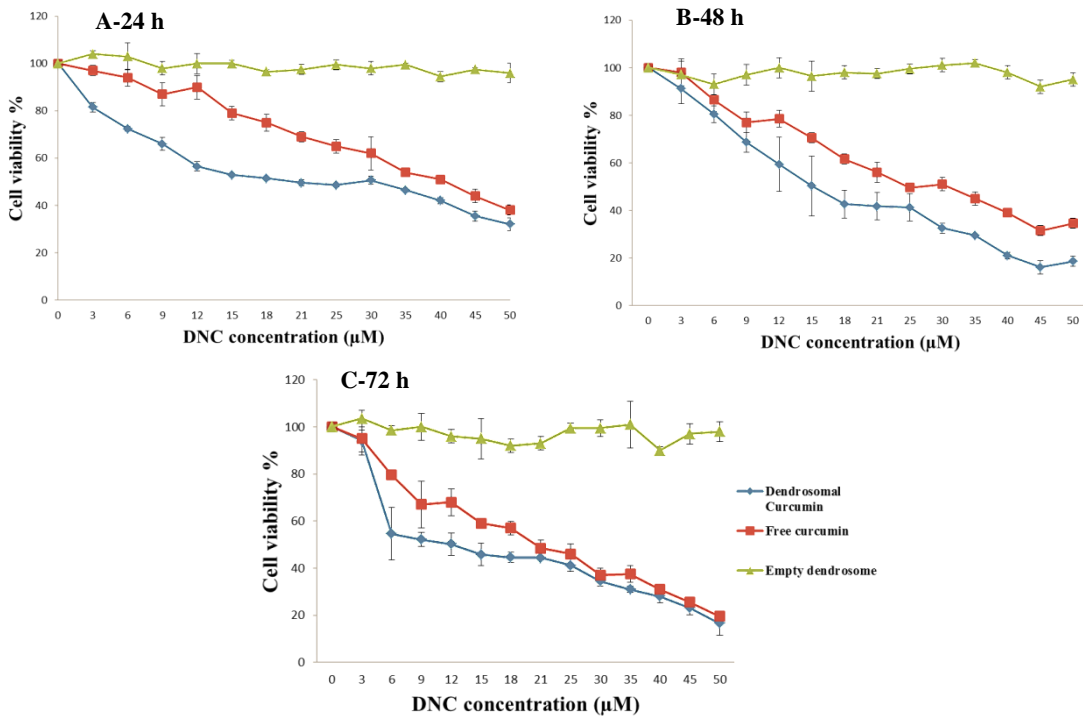 A-24 h
120
100
80
60
40
20
0
Cell viability %
0 3 6 9 12 15 18 21 25 30 35 40 45 50
DNC concentration (µM)
B-48 h
120
100
80
60
40
20
0
Cell viability %
0 3 6 9 12 15 18 21 25 30 35 40 45 50
DNC concentration (µM)
C-72 h
120
100
80
60
40
20
0
Cell viability %
0 3 6 9 12 15 18 21 25 30 35 40 45 50
DNC concentration (µM)
Dendrosomal
Curcumin
Free curcumin
Empty dendrosome